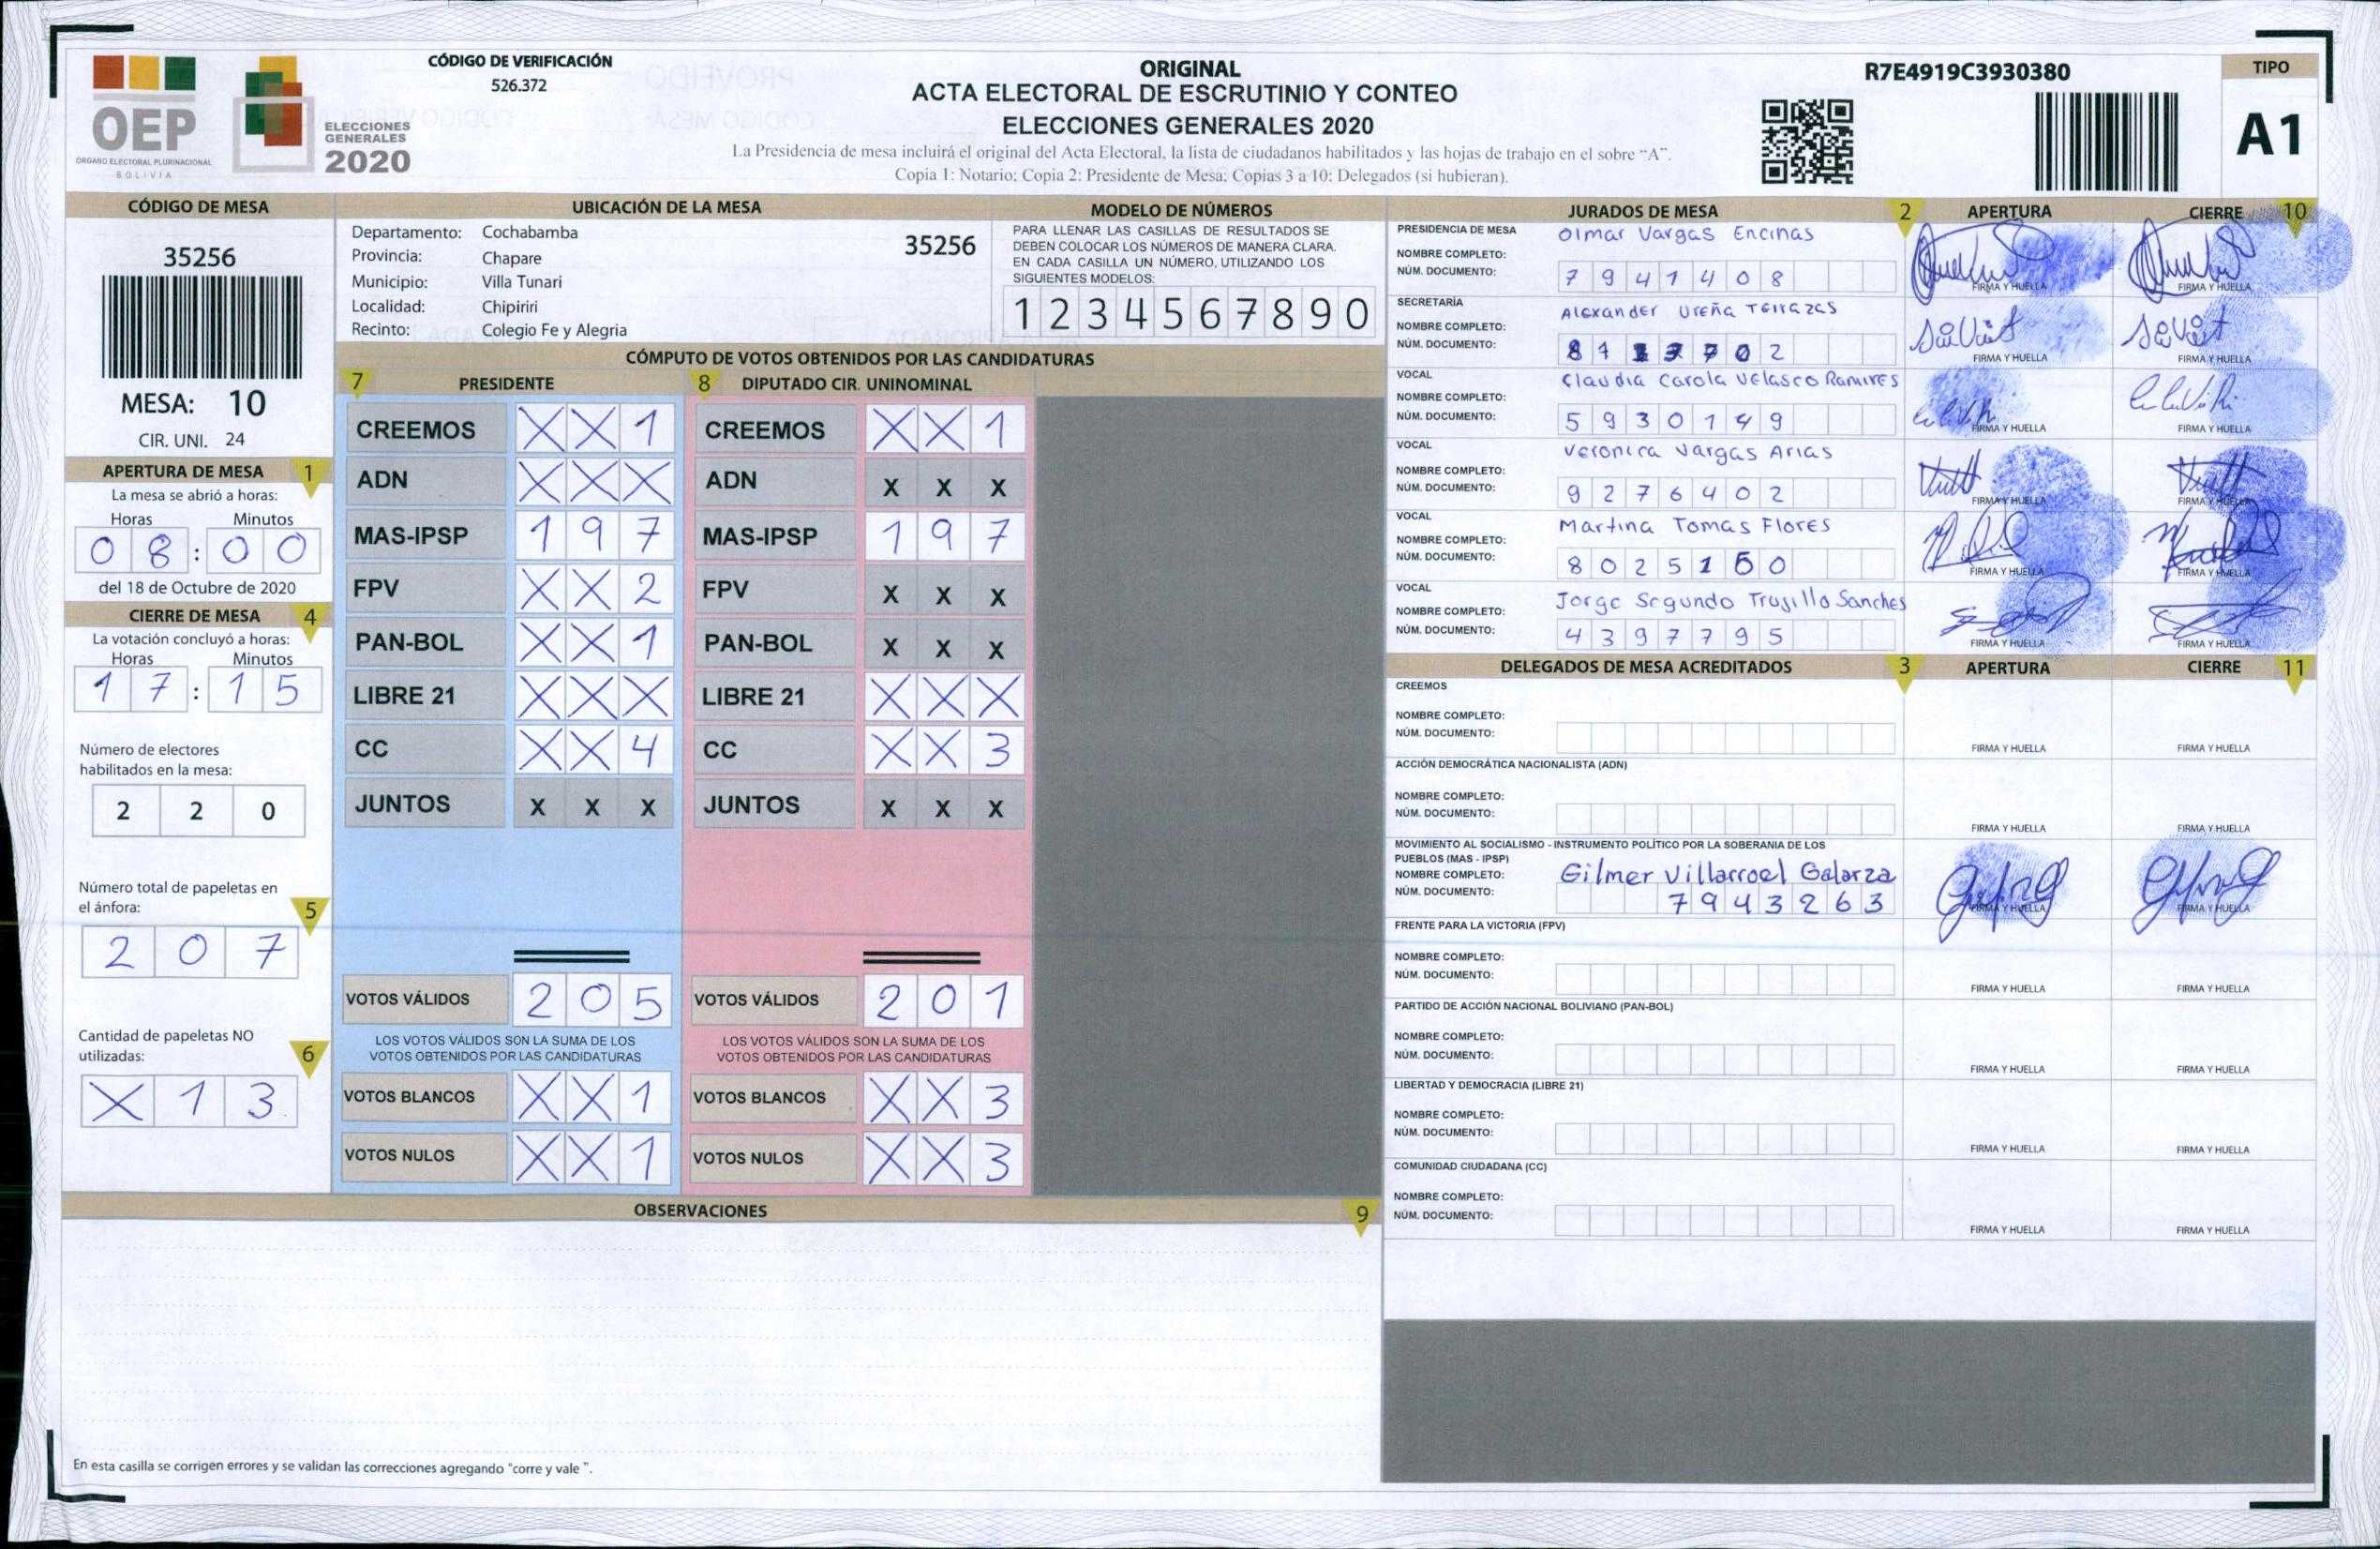 OEP
ÓRGANO ELECTORAL PLURINACIONAL
BOLIVIA
ELECCIONES
GENERALES
2020
CÓDIGO DE VERIFICACIÓN
526.372
ORIGINAL
ACTA ELECTORAL DE ESCRUTINIO Y CONTEO
ELECCIONES GENERALES 2020
La Presidencia de mesa incluirá el original del Acta Electoral, la lista de ciudadanos habilitados y las hojas de trabajo en el sobre “A”.
Copia 1: Notario; Copia 2: Presidente de Mesa; Copias 3 a 10: Delegados (si hubieran).
R7E4919C3930380
TIPO
A1
CÓDIGO DE MESA
35256
MESA: 10
CIR. UNI. 24
APERTURA DE MESA 1
La mesa se abrió a horas:
Horas Minutos
0 8 : 0 0
del 18 de Octubre de 2020
CIERRE DE MESA 4
La votación concluyó a horas:
Horas Minutos
1 7 : 1 5
Número de electores
habilitados en la mesa:
2 2 0
Número total de papeletas en
el ánfora: 5
2 0 7
Cantidad de papeletas NO
utilizadas: 6
X 1 3
UBICACIÓN DE LA MESA
Departamento: Cochabamba
Provincia: Chapare
Municipio: Villa Tunari
Localidad: Chipiriri
Recinto: Colegio Fe y Alegria
35256
MODELO DE NÚMEROS
PARA LLENAR LAS CASILLAS DE RESULTADOS SE
DEBEN COLOCAR LOS NÚMEROS DE MANERA CLARA.
EN CADA CASILLA UN NÚMERO, UTILIZANDO LOS
SIGUIENTES MODELOS:
1 2 3 4 5 6 7 8 9 0
CÓMPUTO DE VOTOS OBTENIDOS POR LAS CANDIDATURAS
7 PRESIDENTE
CREEMOS X X 1
ADN X X X
MAS-IPSP 1 9 7
FPV X X 2
PAN-BOL X X 1
LIBRE 21 X X X
CC X X 4
JUNTOS X X X
VOTOS VÁLIDOS 2 0 5
LOS VOTOS VÁLIDOS SON LA SUMA DE LOS
VOTOS OBTENIDOS POR LAS CANDIDATURAS
VOTOS BLANCOS X X 1
VOTOS NULOS X X 1
8 DIPUTADO CIR. UNINOMINAL
CREEMOS X X 1
ADN X X X
MAS-IPSP 1 9 7
FPV X X X
PAN-BOL X X X
LIBRE 21 X X X
CC X X 3
JUNTOS X X X
VOTOS VÁLIDOS 2 0 1
LOS VOTOS VÁLIDOS SON LA SUMA DE LOS
VOTOS OBTENIDOS POR LAS CANDIDATURAS
VOTOS BLANCOS X X 3
VOTOS NULOS X X 3
OBSERVACIONES 9
En esta casilla se corrigen errores y se validan las correcciones agregando "corre y vale ".
JURADOS DE MESA 2 APERTURA CIERRE 10
PRESIDENCIA DE MESA
Olmar Vargas Encinas
NOMBRE COMPLETO:
NÚM. DOCUMENTO: 7 9 4 1 4 0 8
FIRMA Y HUELLA FIRMA Y HUELLA
SECRETARÍA
Alexander Ureña Terrazas
NOMBRE COMPLETO:
NÚM. DOCUMENTO:
FIRMA Y HUELLA FIRMA Y HUELLA
VOCAL
Claudia Carola Velasco Ramires
NOMBRE COMPLETO:
NÚM. DOCUMENTO: 5 9 3 0 1 4 9
FIRMA Y HUELLA FIRMA Y HUELLA
VOCAL
Veronica Vargas Arias
NOMBRE COMPLETO:
NÚM. DOCUMENTO: 9 2 7 6 4 0 2
FIRMA Y HUELLA FIRMA Y HUELLA
VOCAL
Martina Tomas Flores
NOMBRE COMPLETO:
NÚM. DOCUMENTO: 8 0 2 5 1 6 0
FIRMA Y HUELLA FIRMA Y HUELLA
VOCAL
Jorge Segundo Trujillo Sanches
NOMBRE COMPLETO:
NÚM. DOCUMENTO: 4 3 9 7 7 9 5
FIRMA Y HUELLA FIRMA Y HUELLA
DELEGADOS DE MESA ACREDITADOS 3 APERTURA CIERRE 11
CREEMOS
NOMBRE COMPLETO:
NÚM. DOCUMENTO:
FIRMA Y HUELLA FIRMA Y HUELLA
ACCIÓN DEMOCRÁTICA NACIONALISTA (ADN)
NOMBRE COMPLETO:
NÚM. DOCUMENTO:
FIRMA Y HUELLA FIRMA Y HUELLA
MOVIMIENTO AL SOCIALISMO - INSTRUMENTO POLÍTICO POR LA SOBERANIA DE LOS
PUEBLOS (MAS - IPSP)
NOMBRE COMPLETO: Gilmer Villarroel Galarza
NÚM. DOCUMENTO: 7 9 4 3 2 6 3
FIRMA Y HUELLA FIRMA Y HUELLA
FRENTE PARA LA VICTORIA (FPV)
NOMBRE COMPLETO:
NÚM. DOCUMENTO:
FIRMA Y HUELLA FIRMA Y HUELLA
PARTIDO DE ACCIÓN NACIONAL BOLIVIANO (PAN-BOL)
NOMBRE COMPLETO:
NÚM. DOCUMENTO:
FIRMA Y HUELLA FIRMA Y HUELLA
LIBERTAD Y DEMOCRACIA (LIBRE 21)
NOMBRE COMPLETO:
NÚM. DOCUMENTO:
FIRMA Y HUELLA FIRMA Y HUELLA
COMUNIDAD CIUDADANA (CC)
NOMBRE COMPLETO:
NÚM. DOCUMENTO:
FIRMA Y HUELLA FIRMA Y HUELLA